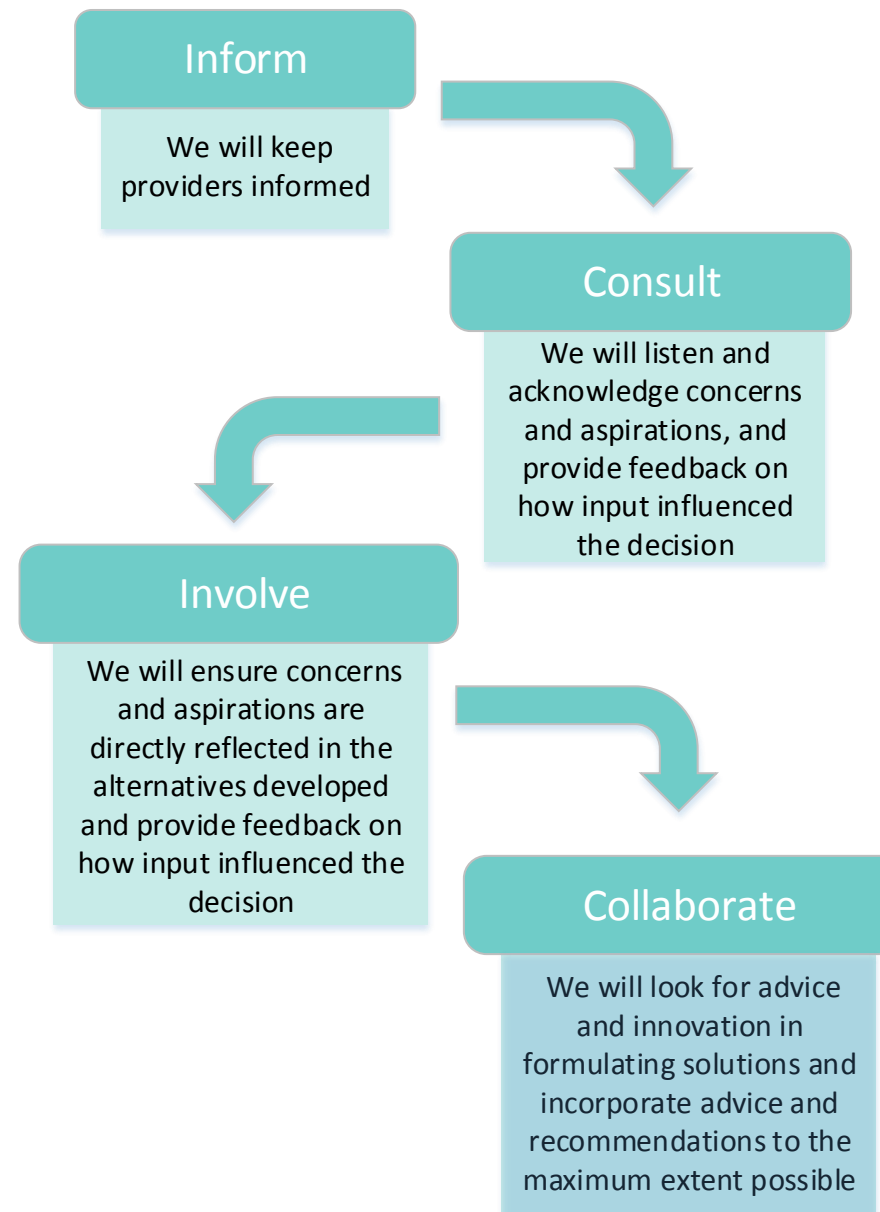 Inform
We will keep
providers informed
Consult
We will listen and
acknowledge concerns
and aspirations, and
provide feedback on
how input influenced
the decision
Involve
We will ensure concerns
and aspirations are
directly reflected in the
alternatives developed
and provide feedback on
how input influenced the
decision
Collaborate
We will look for advice
and innovation in
formulating solutions and
incorporate advice and
recommendations to the
maximum extent possible